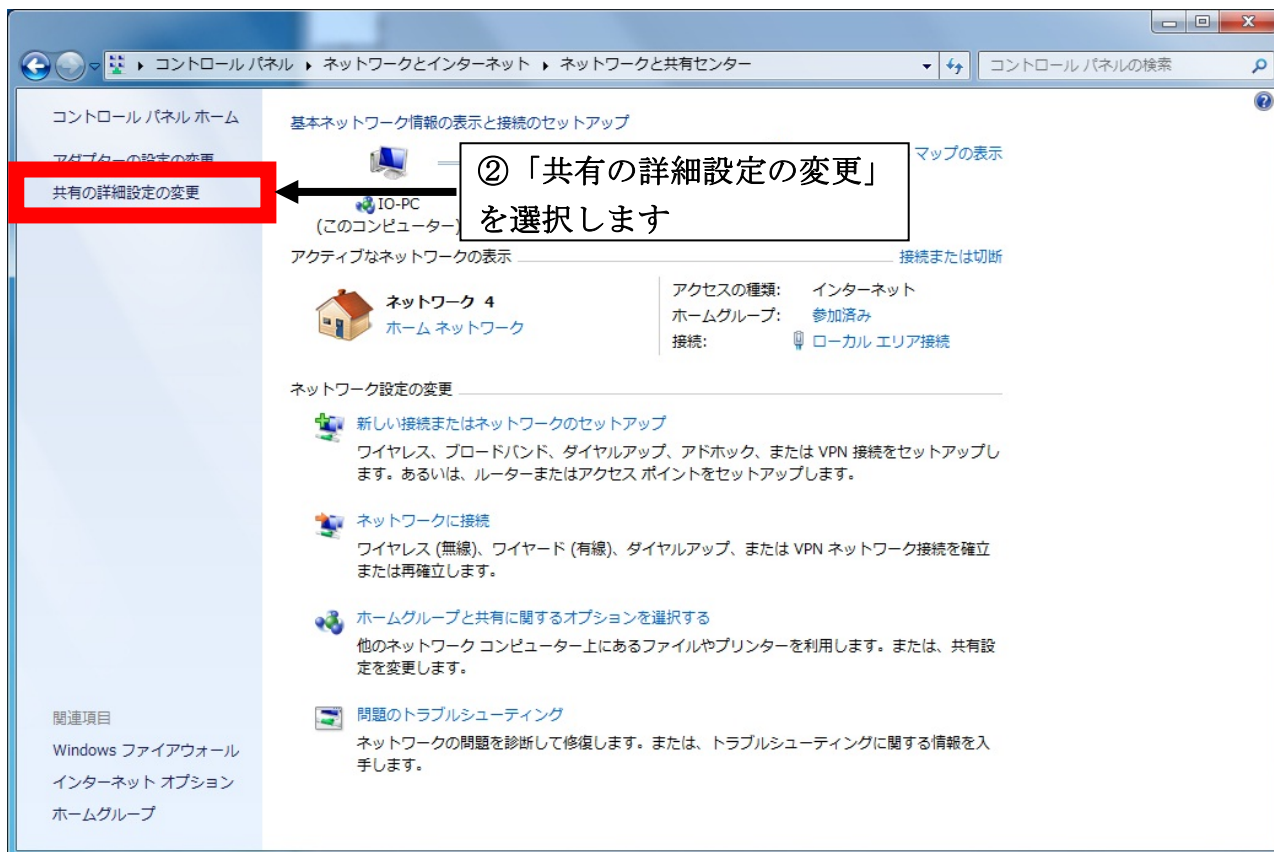 コントロール パネル ▸ ネットワークとインターネット ▸ ネットワークと共有センター
コントロール パネルの検索
コントロール パネル ホーム
アダプターの設定の変更
共有の詳細設定の変更
基本ネットワーク情報の表示と接続のセットアップ
マップの表示
②「共有の詳細設定の変更」
を選択します
IO-PC
(このコンピューター)
アクティブなネットワークの表示
接続または切断
ネットワーク 4
ホーム ネットワーク
アクセスの種類: インターネット
ホームグループ: 参加済み
接続: ローカル エリア接続
ネットワーク設定の変更
新しい接続またはネットワークのセットアップ
ワイヤレス、ブロードバンド、ダイヤルアップ、アドホック、または VPN 接続をセットアップし
ます。あるいは、ルーターまたはアクセス ポイントをセットアップします。
ネットワークに接続
ワイヤレス (無線)、ワイヤード (有線)、ダイヤルアップ、または VPN ネットワーク接続を確立
または再確立します。
ホームグループと共有に関するオプションを選択する
他のネットワーク コンピューター上にあるファイルやプリンターを利用します。または、共有設
定を変更します。
問題のトラブルシューティング
ネットワークの問題を診断して修復します。または、トラブルシューティングに関する情報を入
手します。
関連項目
Windows ファイアウォール
インターネット オプション
ホームグループ